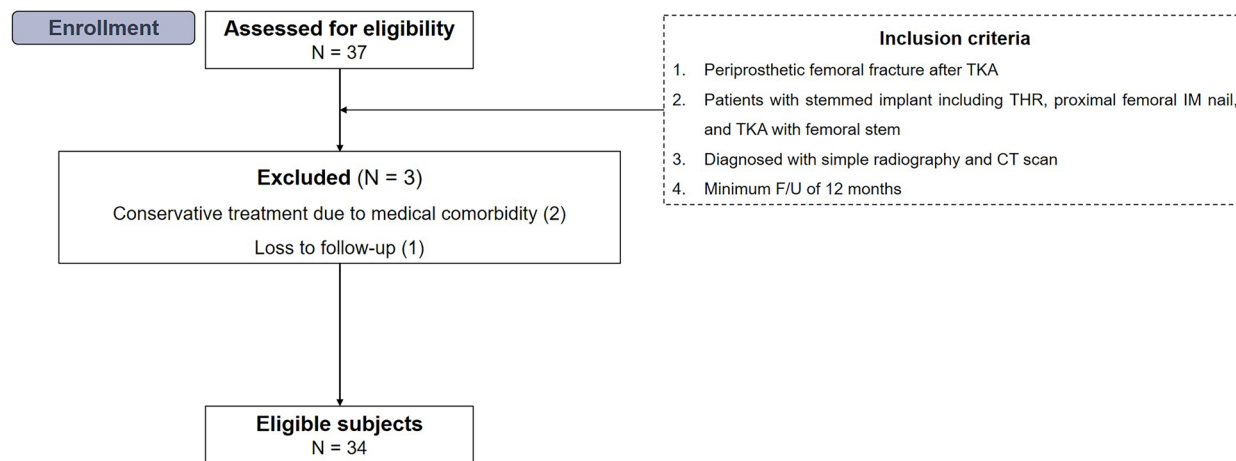 Enrollment
Assessed for eligibility
N = 37
Inclusion criteria
1. Periprosthetic femoral fracture after TKA
2. Patients with stemmed implant including THR, proximal femoral IM nail,
and TKA with femoral stem
3. Diagnosed with simple radiography and CT scan
4. Minimum F/U of 12 months
Excluded (N = 3)
Conservative treatment due to medical comorbidity (2)
Loss to follow-up (1)
Eligible subjects
N = 34